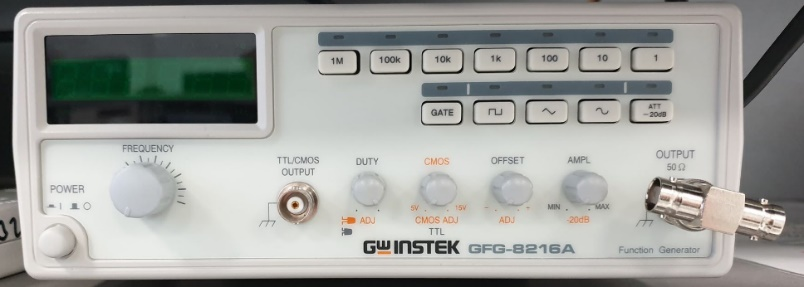 1M 100k 10k 1k 100 10 1
GATE ATT
-20dB
FREQUENCY
POWER
TTL/CMOS
OUTPUT
DUTY
ADJ
CMOS
5V 15V
CMOS ADJ
TTL
OFFSET
ADJ
AMPL
MIN MAX
-20dB
OUTPUT
50 Ω
GWINSTEK GFG-8216A
Function Generator